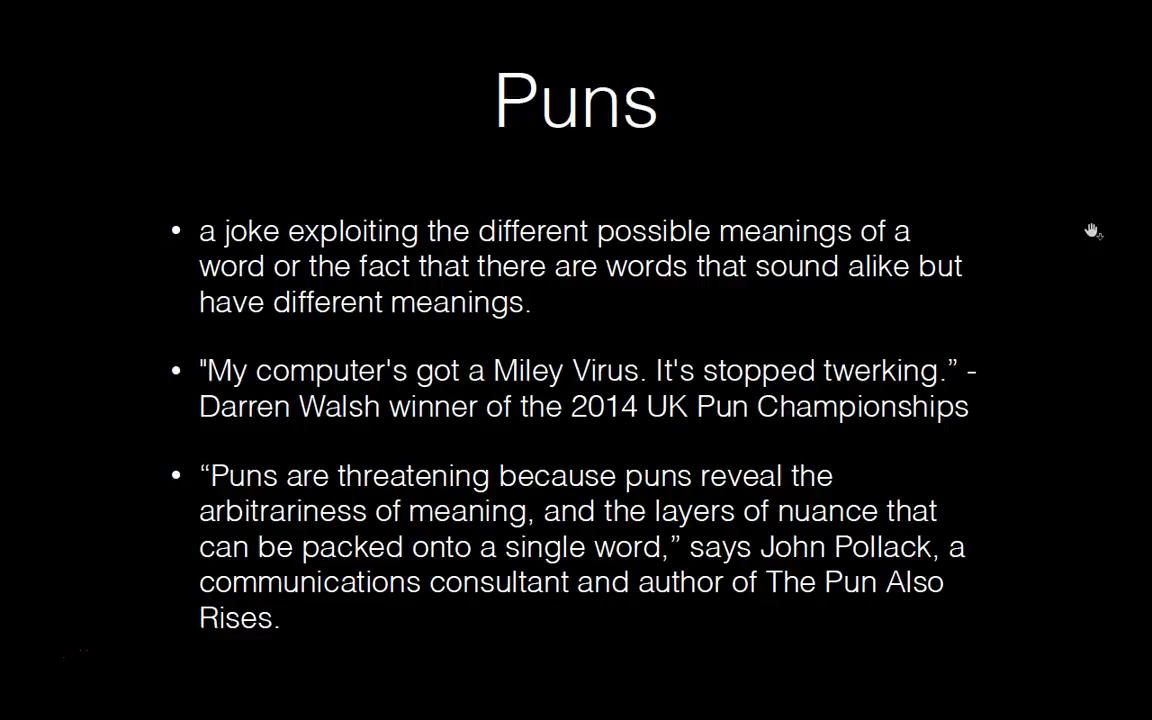 Puns
• a joke exploiting the different possible meanings of a
word or the fact that there are words that sound alike but
have different meanings.
• "My computer's got a Miley Virus. It's stopped twerking.” -
Darren Walsh winner of the 2014 UK Pun Championships
• “Puns are threatening because puns reveal the
arbitrariness of meaning, and the layers of nuance that
can be packed onto a single word,” says John Pollack, a
communications consultant and author of The Pun Also
Rises.